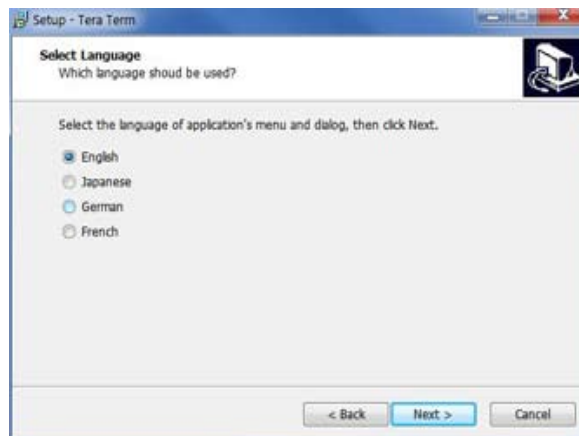 Setup - Tera Term
Select Language
Which language shoud be used?
Select the language of application's menu and dialog, then click Next.
English
Japanese
German
French
< Back
Next >
Cancel